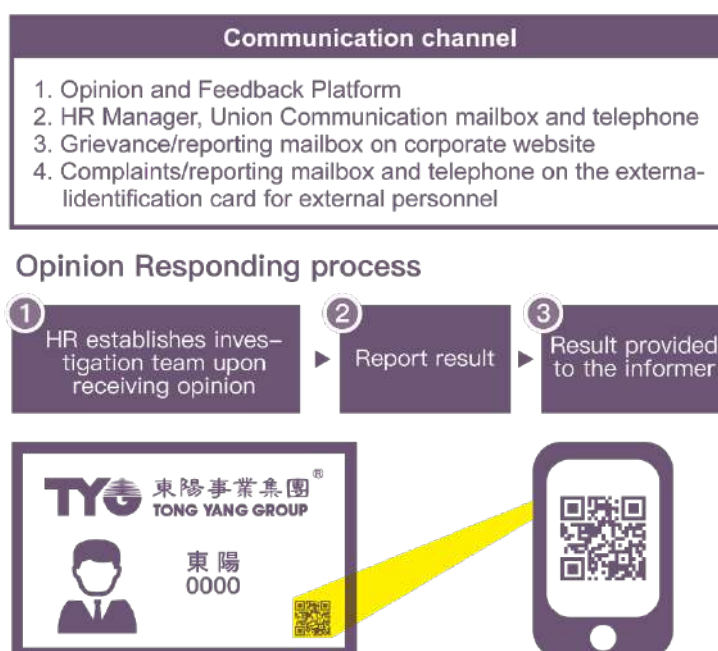 Communication channel
1. Opinion and Feedback Platform
2. HR Manager, Union Communication mailbox and telephone
3. Grievance/reporting mailbox on corporate website
4. Complaints/reporting mailbox and telephone on the externa-
lidentification card for external personnel
Opinion Responding process
1
HR establishes inves-
tigation team upon
receiving opinion
2
Report result
3
Result provided
to the informer
TYG 東陽事業集團®
TONG YANG GROUP
東陽
0000